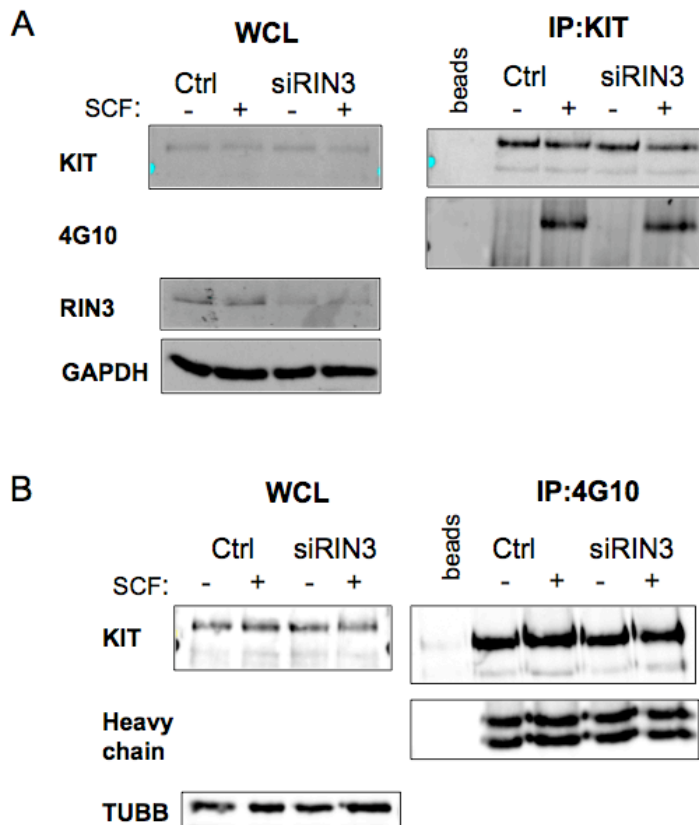 A
WCL
IP:KIT
Ctrl siRIN3
beads
Ctrl siRIN3
SCF: - + - +
- + - +
KIT
4G10
RIN3
GAPDH
B
WCL
IP:4G10
Ctrl siRIN3
beads
Ctrl siRIN3
SCF: - + - +
- + - +
KIT
Heavy
chain
TUBB